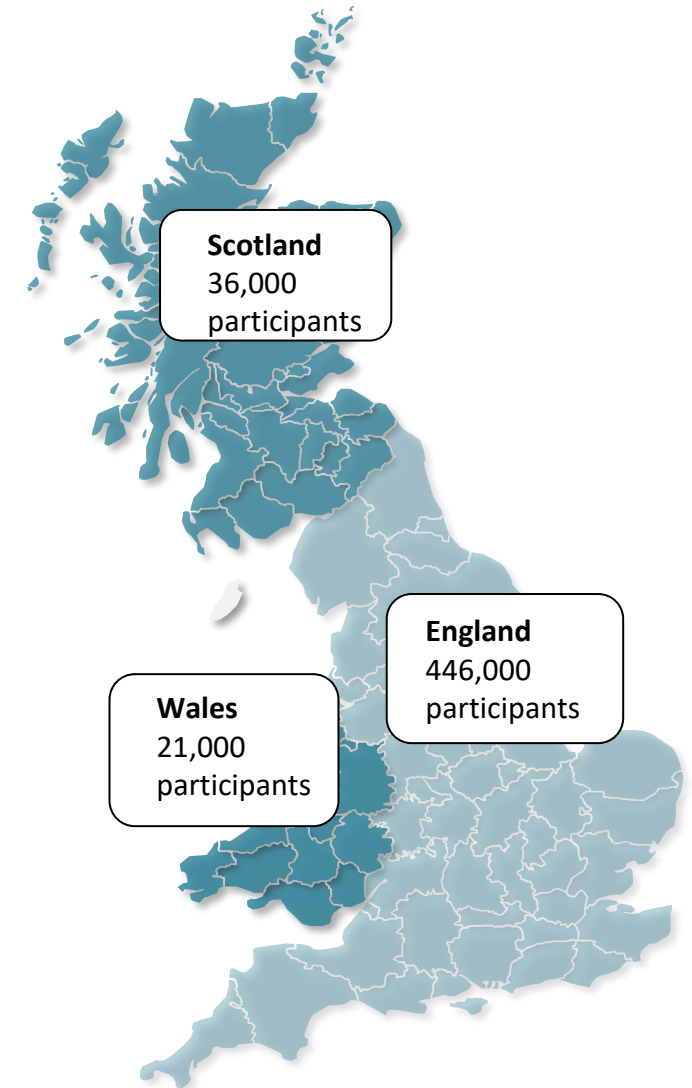 Scotland
36,000
participants
England
446,000
participants
Wales
21,000
participants